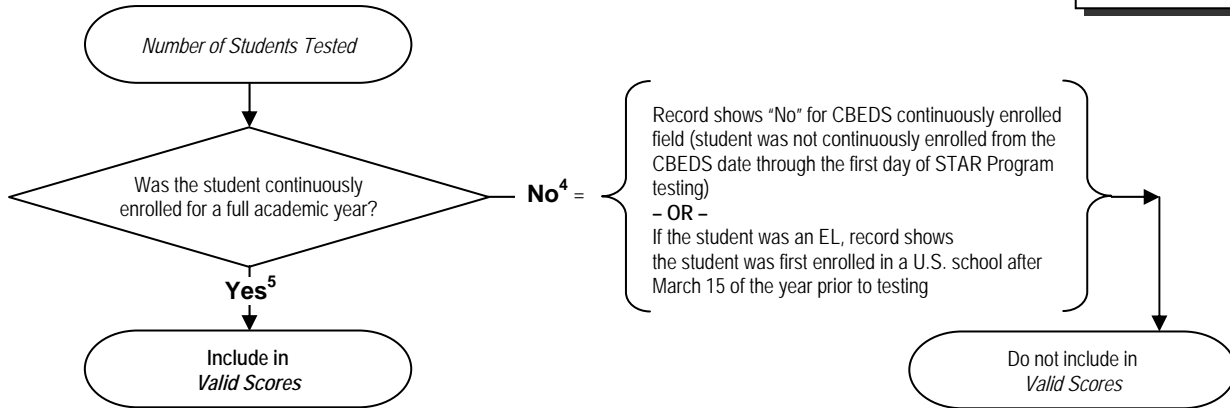 Number of Students Tested
Was the student continuously
enrolled for a full academic year?
No4 =
Record shows "No" for CBEDS continuously enrolled
field (student was not continuously enrolled from the
CBEDS date through the first day of STAR Program
testing)
– OR –
If the student was an EL, record shows
the student was first enrolled in a U.S. school after
March 15 of the year prior to testing
Yes5
Include in
Valid Scores
Do not include in
Valid Scores